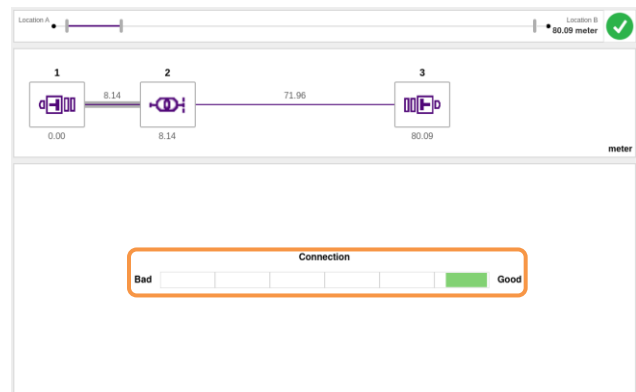 Location A
Location B
80.09 meter
1 2 3
8.14 71.96
0.00 8.14 80.09
meter
Connection
Bad Good